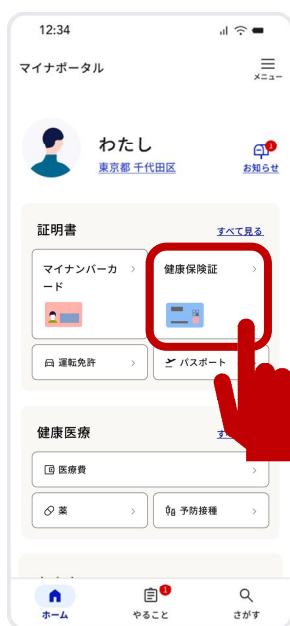 12:34
マイナポータル
メニュー
わたし
東京都 千代田区
1
お知らせ
証明書
すべて見る
マイナンバーカ
ード
健康保険証
運転免許
パスポート
健康医療
医療費
薬
予防接種
1
ホーム
やること
さがす